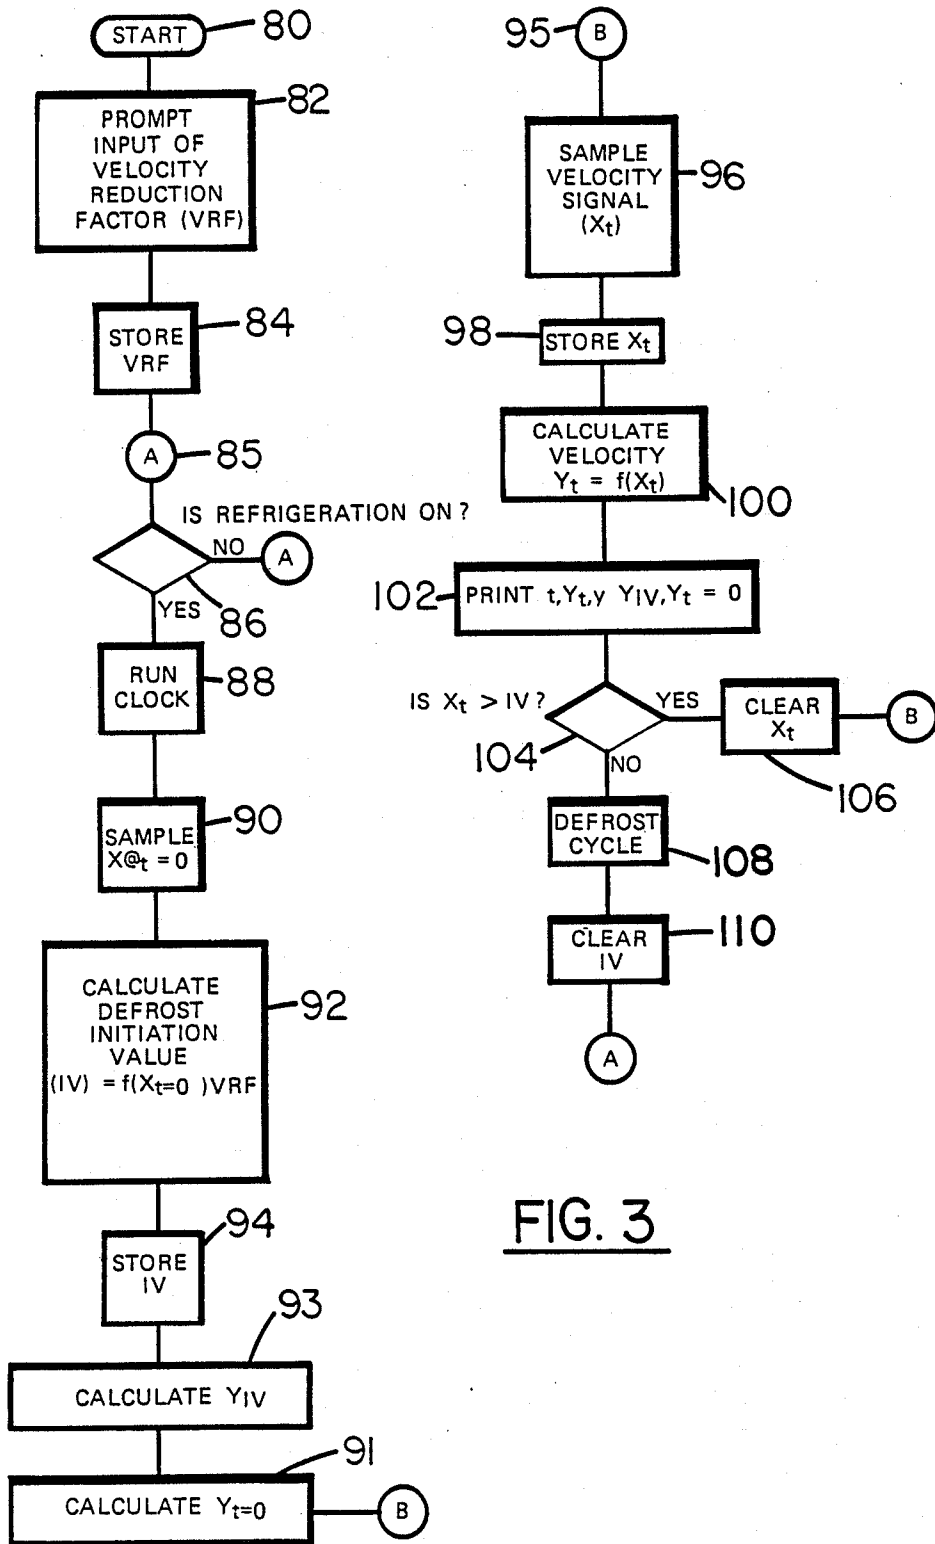 START
80
PROMPT
INPUT OF
VELOCITY
REDUCTION
FACTOR (VRF)
82
STORE
VRF
84
A
85
IS REFRIGERATION ON?
NO
A
YES
86
RUN
CLOCK
88
SAMPLE
X@t = 0
90
CALCULATE
DEFROST
INITIATION
VALUE
(IV) = f(Xt=0 )VRF
92
STORE
IV
94
CALCULATE YIV
93
CALCULATE Yt=0
91
B
95
B
SAMPLE
VELOCITY
SIGNAL
(Xt)
96
98
STORE Xt
CALCULATE
VELOCITY
Yt = f(Xt)
100
102
PRINT t,Yt,y YIV,Yt = 0
IS Xt > IV?
YES
104
NO
CLEAR
Xt
B
106
DEFROST
CYCLE
108
CLEAR
IV
110
A
FIG. 3